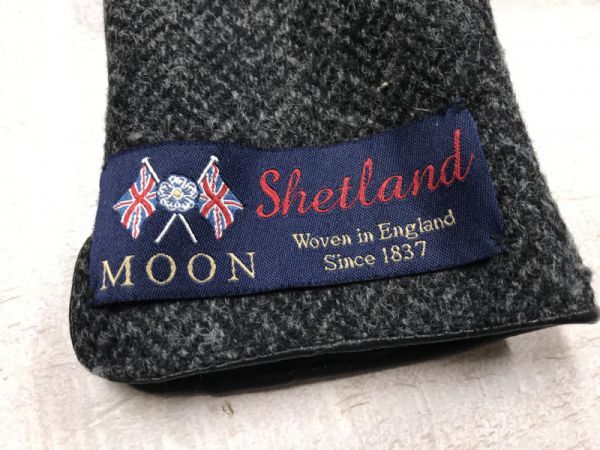 Shetland
MOON
Woven in England
Since 1837